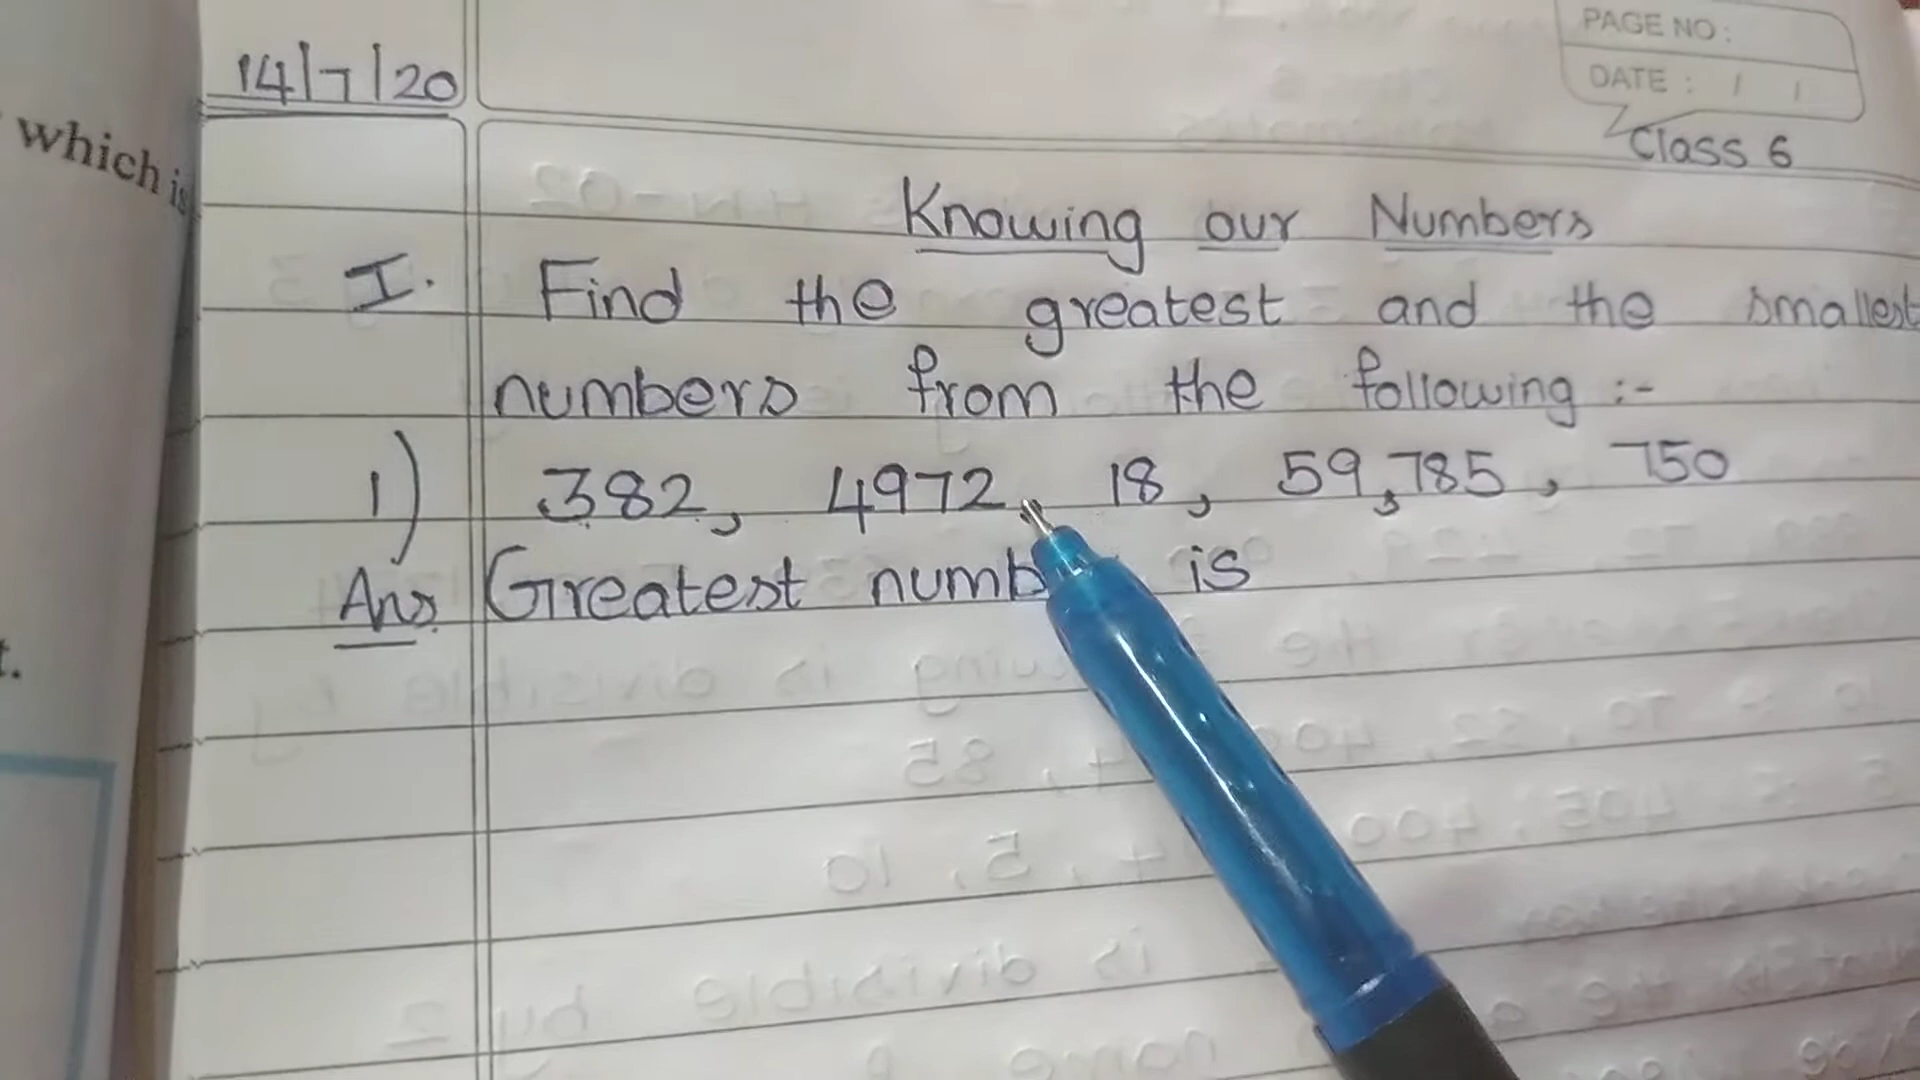 which is
t.
14/7/20
PAGE NO :
DATE : / /
Class 6
Knowing our Numbers
I. Find the greatest and the smallest
numbers from the following :-
1) 382, 4972, 18, 59,785, 750
Ans. Greatest is